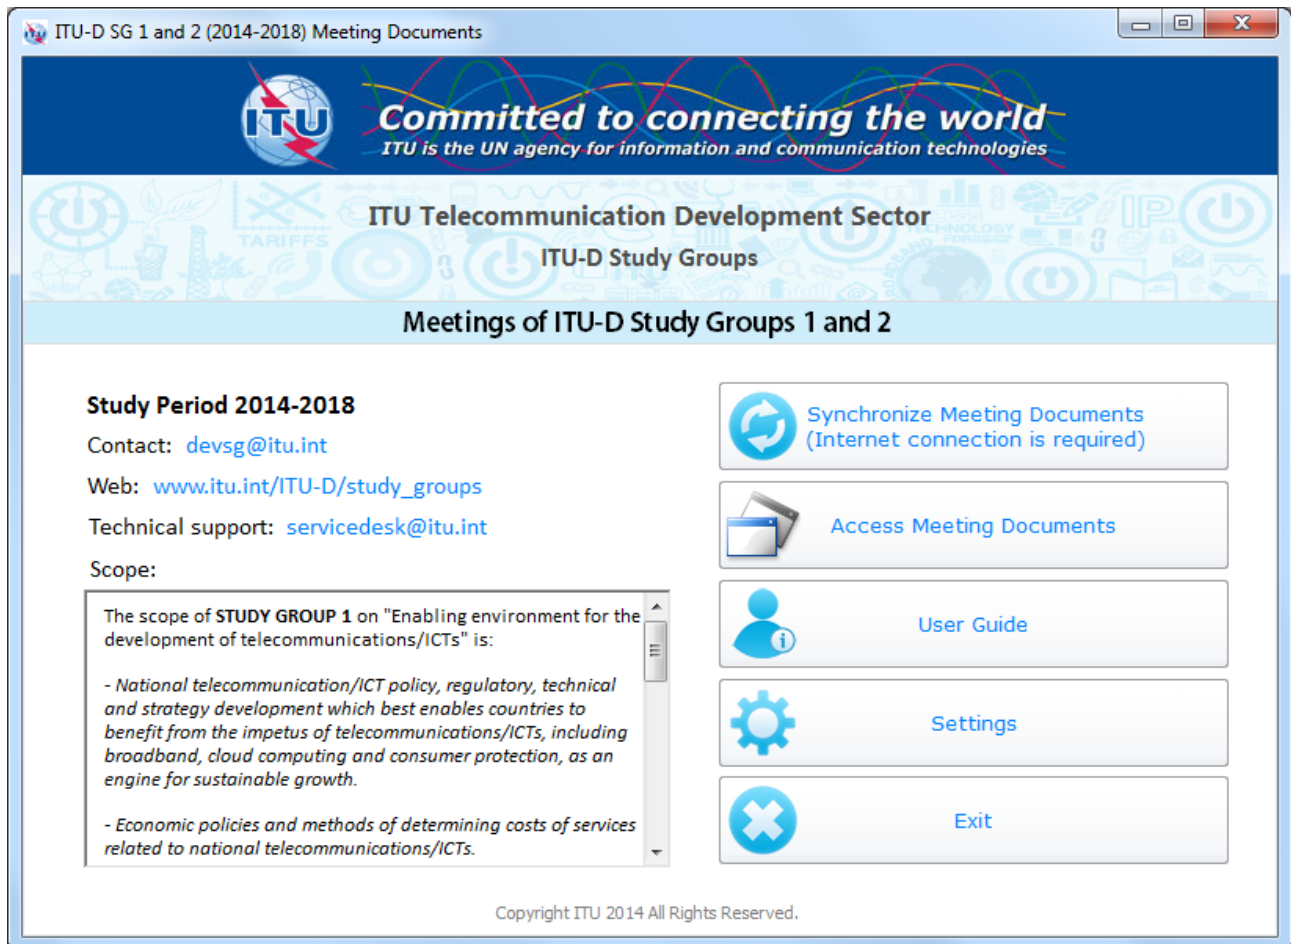 ITU-D SG 1 and 2 (2014-2018) Meeting Documents
ITU
Committed to connecting the world
ITU is the UN agency for information and communication technologies
ITU Telecommunication Development Sector
ITU-D Study Groups
TARIFFS
IP
Meetings of ITU-D Study Groups 1 and 2
Study Period 2014-2018
Contact: devsg@itu.int
Web: www.itu.int/ITU-D/study_groups
Technical support: servicedesk@itu.int
Scope:
The scope of STUDY GROUP 1 on "Enabling environment for the
development of telecommunications/ICTs" is:
- National telecommunication/ICT policy, regulatory, technical
and strategy development which best enables countries to
benefit from the impetus of telecommunications/ICTs, including
broadband, cloud computing and consumer protection, as an
engine for sustainable growth.
- Economic policies and methods of determining costs of services
related to national telecommunications/ICTs.
Synchronize Meeting Documents
(Internet connection is required)
Access Meeting Documents
User Guide
Settings
Exit
Copyright ITU 2014 All Rights Reserved.